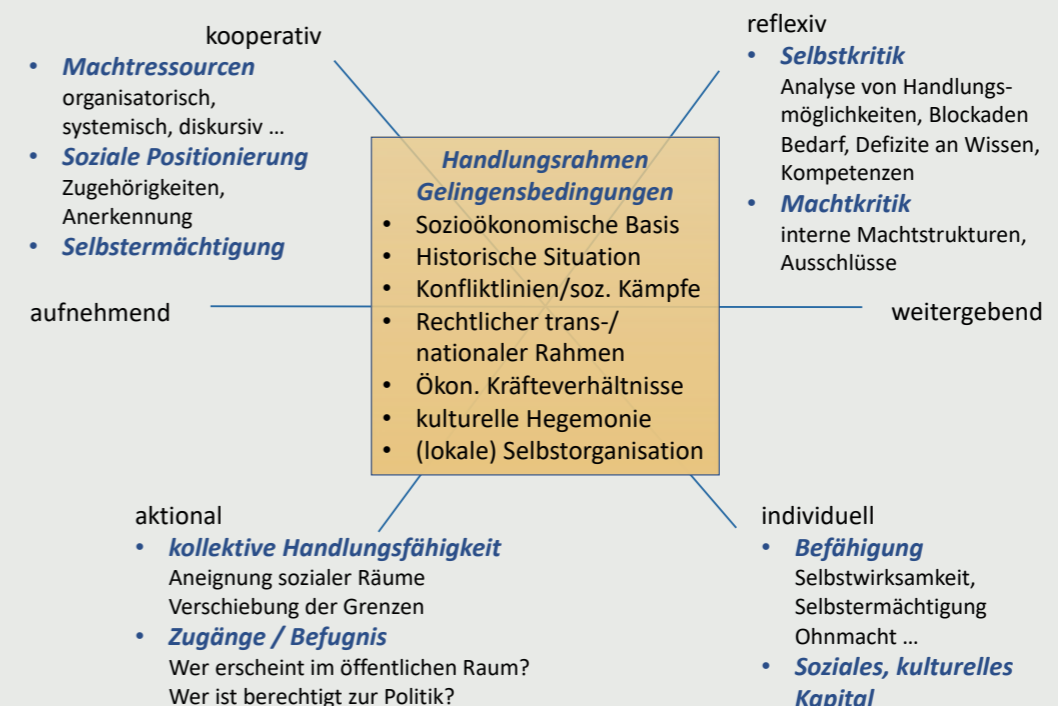 kooperativ
• Machtressourcen
organisatorisch,
systemisch, diskursiv ...
• Soziale Positionierung
Zugehörigkeiten,
Anerkennung
• Selbstermächtigung
reflexiv
• Selbstkritik
Analyse von Handlungs-
möglichkeiten, Blockaden
Bedarf, Defizite an Wissen,
Kompetenzen
• Machtkritik
interne Machtstrukturen,
Ausschlüsse
Handlungsrahmen
Gelingensbedingungen
• Sozioökonomische Basis
• Historische Situation
• Konfliktlinien/soz. Kämpfe
• Rechtlicher trans-/
nationaler Rahmen
• Ökon. Kräfteverhältnisse
• kulturelle Hegemonie
• (lokale) Selbstorganisation
aufnehmend
weitergebend
aktional
• kollektive Handlungsfähigkeit
Aneignung sozialer Räume
Verschiebung der Grenzen
• Zugänge / Befugnis
Wer erscheint im öffentlichen Raum?
Wer ist berechtigt zur Politik?
individuell
• Befähigung
Selbstwirksamkeit,
Selbstermächtigung
Ohnmacht ...
• Soziales, kulturelles
Kapital